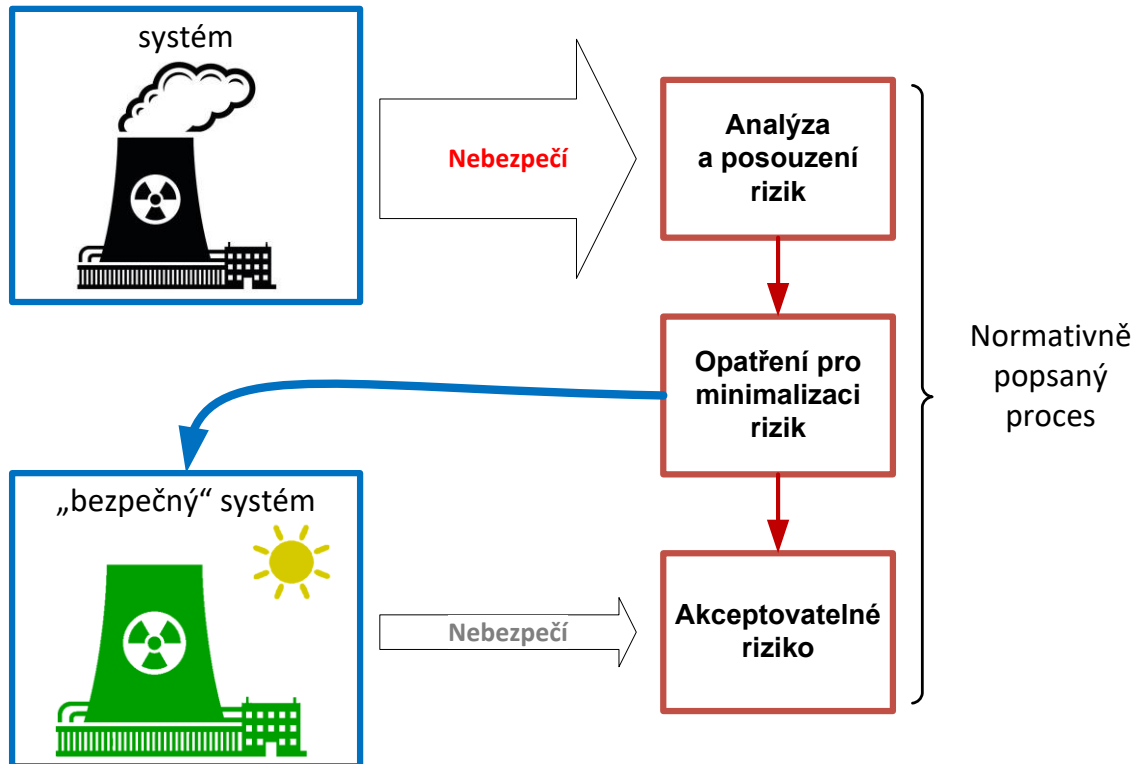 systém
Nebezpečí
Analýza
a posouzení
rizik
Opatření pro
minimalizaci
rizik
Normativně
popsaný
proces
„bezpečný“ systém
Nebezpečí
Akceptovatelné
riziko